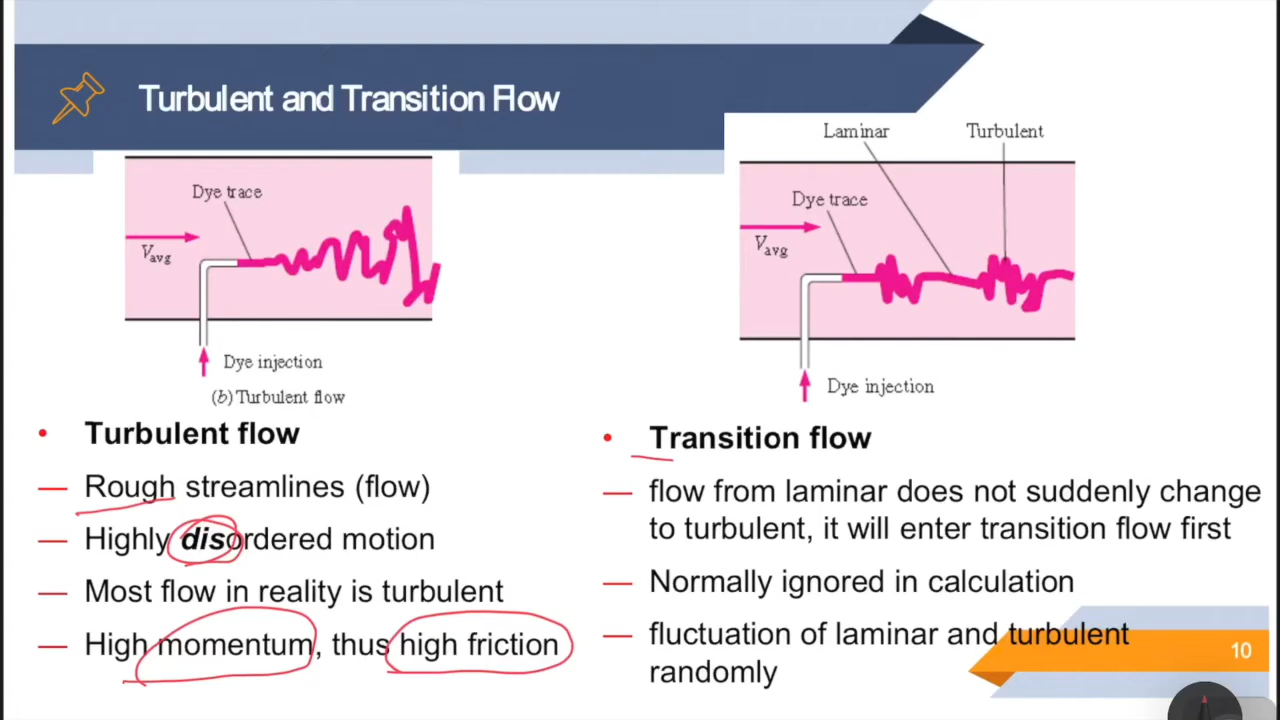 Turbulent and Transition Flow
Dye trace
Vavg
Dye injection
(b) Turbulent flow
Laminar
Turbulent
Dye trace
Vavg
Dye injection
• Turbulent flow
— Rough streamlines (flow)
— Highly disordered motion
— Most flow in reality is turbulent
— High momentum, thus high friction
• Transition flow
— flow from laminar does not suddenly change
to turbulent, it will enter transition flow first
— Normally ignored in calculation
— fluctuation of laminar and turbulent
randomly
10